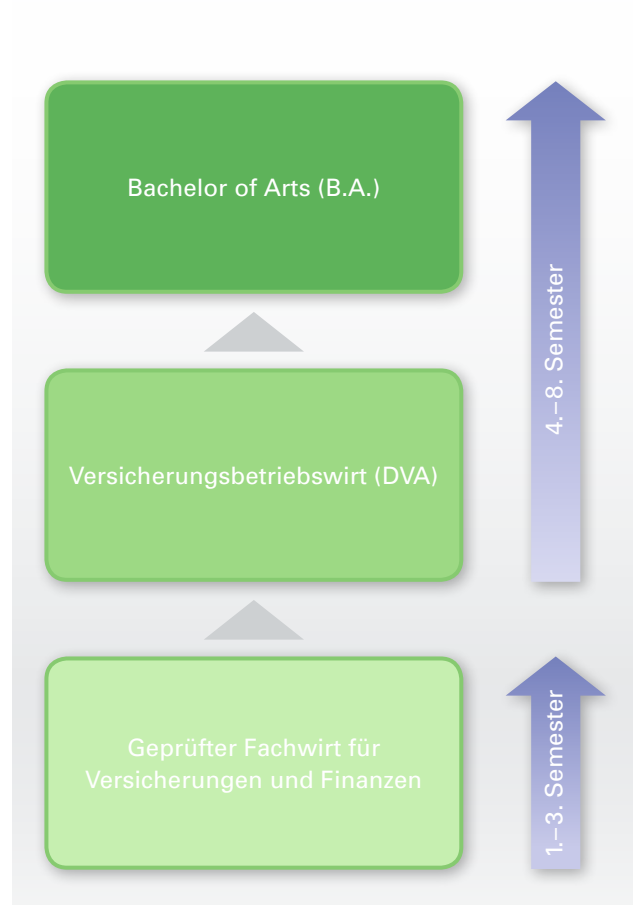 Bachelor of Arts (B.A.)
4.–8. Semester
Versicherungsbetriebswirt (DVA)
Geprüfter Fachwirt für
Versicherungen und Finanzen
1.–3. Semester